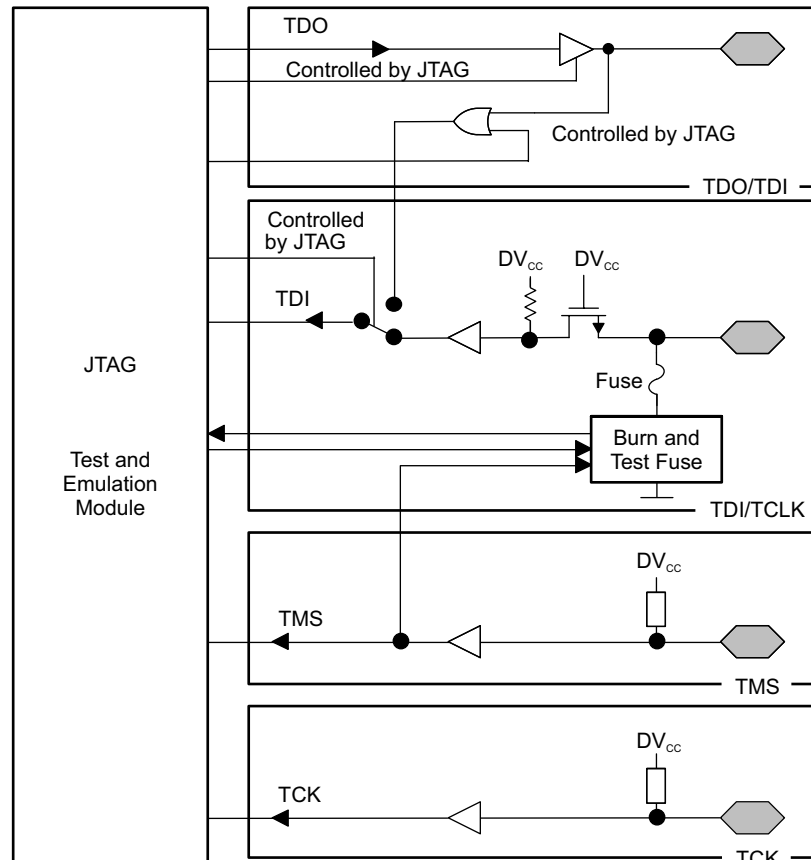 TDO
Controlled by JTAG
Controlled by JTAG
TDO/TDI
Controlled
by JTAG
DVCC
DVCC
TDI
Fuse
Burn and
Test Fuse
TDI/TCLK
JTAG
Test and
Emulation
Module
DVCC
TMS
TMS
DVCC
TCK
TCK